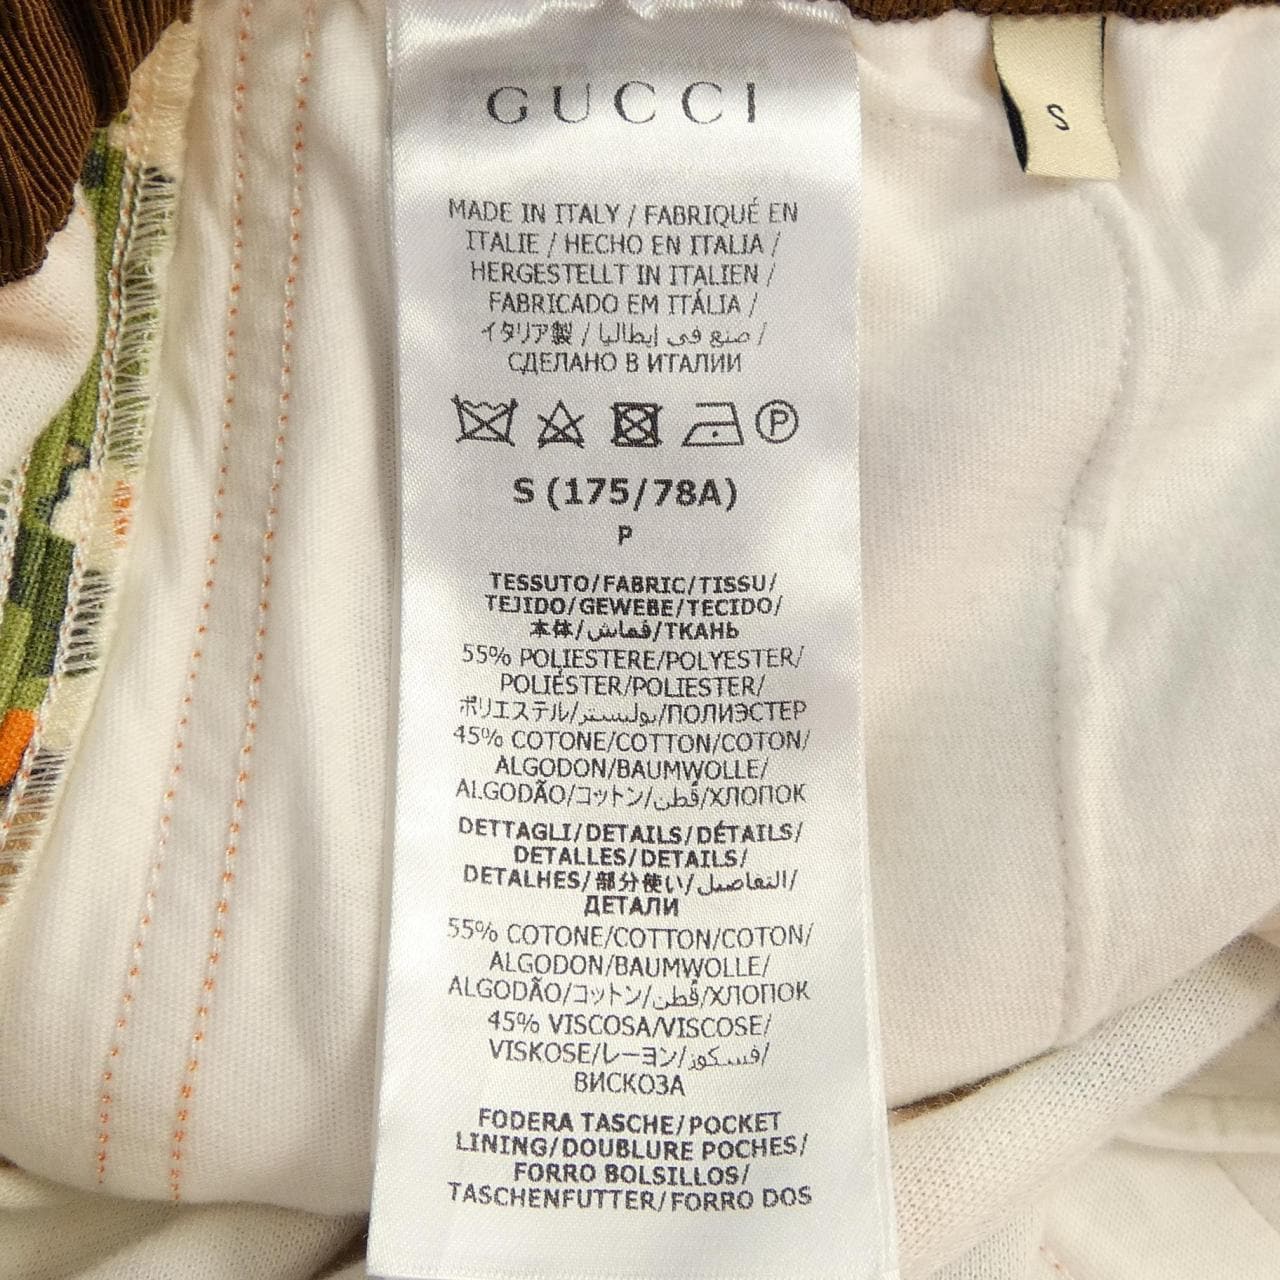 GUCCI
S
MADE IN ITALY / FABRIQUÉ EN
ITALIE / HECHO EN ITALIA /
HERGESTELLT IN ITALIEN /
FABRICADO EM ITÁLIA /
イタリア製 / صنع في إيطاليا /
СДЕЛАНО В ИТАЛИИ
P
S (175/78A)
P
TESSUTO/FABRIC/TISSU/
TEJIDO/GEWEBE/TECIDO/
本体/قماش/ТКАНЬ
55% POLIESTERE/POLYESTER/
POLIÉSTER/POLIESTER/
ポリエステル/بوليستر/ПОЛИЭСТЕР
45% COTONE/COTTON/COTON/
ALGODON/BAUMWOLLE/
ALGODÃO/コットン/قطن/ХЛОПОК
DETTAGLI/DETAILS/DÉTAILS/
DETALLES/DETAILS/
DETALHES/部分使い/التفاصيل/
ДЕТАЛИ
55% COTONE/COTTON/COTON/
ALGODON/BAUMWOLLE/
ALGODÃO/コットン/قطن/ХЛОПОК
45% VISCOSA/VISCOSE/
VISKOSE/レーヨン/فسكوز/
ВИСКОЗА
FODERA TASCHE/POCKET
LINING/DOUBLURE POCHES/
FORRO BOLSILLOS/
TASCHENFUTTER/FORRO DOS